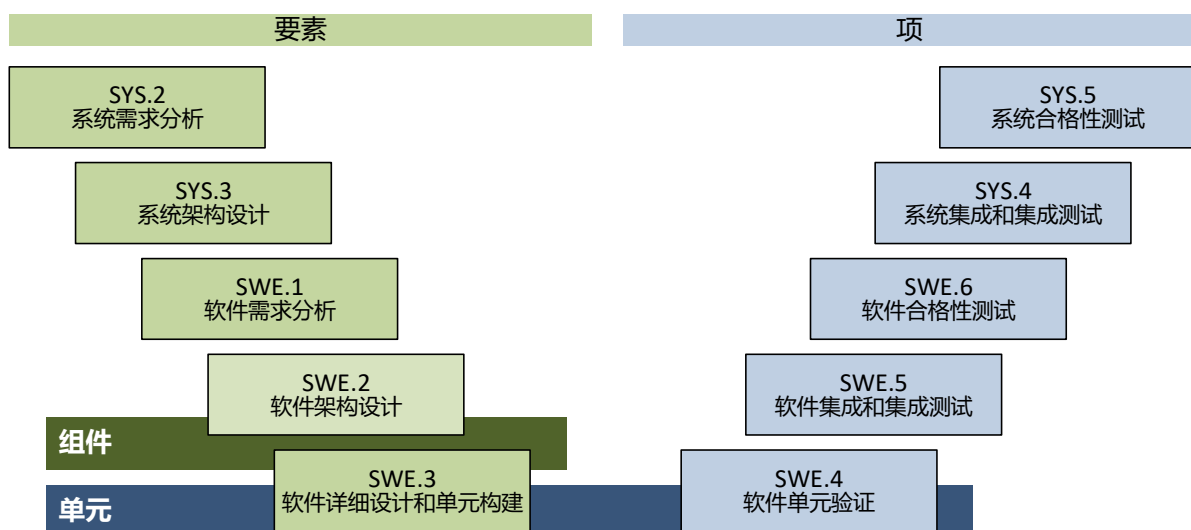 要素
项
SYS.2
系统需求分析
SYS.5
系统合格性测试
SYS.3
系统架构设计
SYS.4
系统集成和集成测试
SWE.1
软件需求分析
SWE.6
软件合格性测试
SWE.2
软件架构设计
SWE.5
软件集成和集成测试
组件
SWE.3
软件详细设计和单元构建
SWE.4
软件单元验证
单元